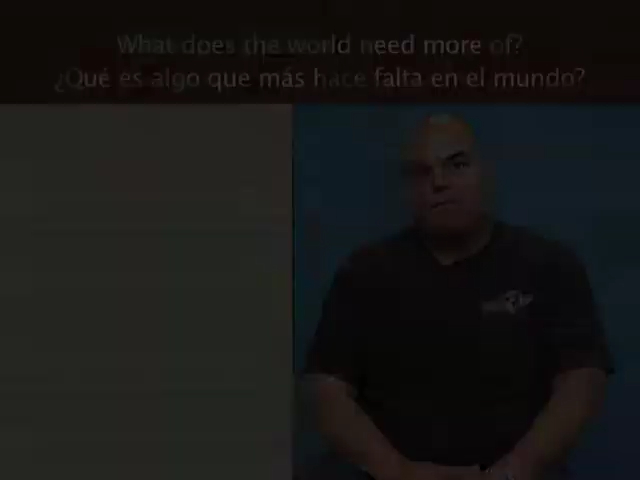 What does the world need more of?
¿Qué es algo que más hace falta en el mundo?